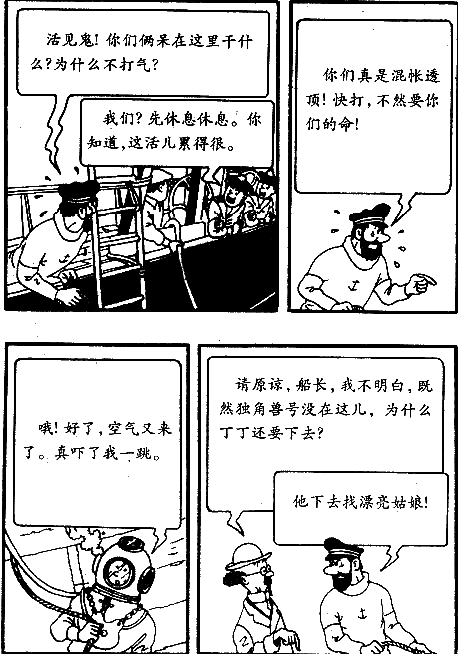 活见鬼！你们俩呆在这里干什
么？为什么不打气？
我们？先休息休息。你
知道，这活儿累得很。
你们真是混帐透
顶！快打，不然要你
们的命！
哦！好了，空气又来
了。真吓了我一跳。
请原谅，船长，我不明白，既
然独角兽号没在这儿，为什么
丁丁还要下去？
他下去找漂亮姑娘！